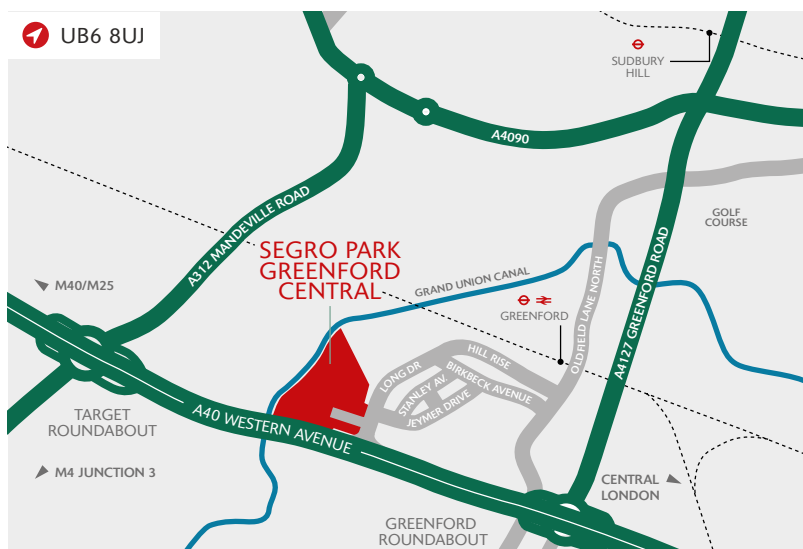 UB6 8UJ
SUDBURY
HILL
A4090
A312 MANDEVILLE ROAD
GOLF
COURSE
SEGRO PARK
GREENFORD
CENTRAL
M40/M25
GRAND UNION CANAL
OLDFIELD LANE NORTH
A4127 GREENFORD ROAD
GREENFORD
HILL RISE
LONG DR
BIRKBECK AVENUE
STANLEY AV.
JEYMER DRIVE
TARGET
ROUNDABOUT
A40 WESTERN AVENUE
M4 JUNCTION 3
CENTRAL
LONDON
GREENFORD
ROUNDABOUT